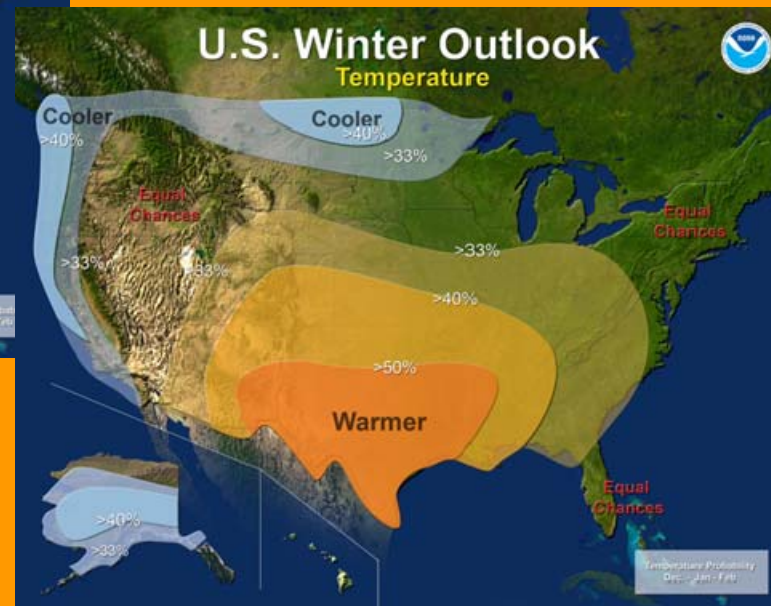 U.S. Winter Outlook
Temperature
NOAA
Cooler
>40%
Cooler
>40%
>33%
Equal
Chances
Equal
Chances
>33%
>33%
>33%
>40%
>50%
Warmer
>40%
>33%
Equal
Chances
Temperature Probability
Dec - Jan - Feb